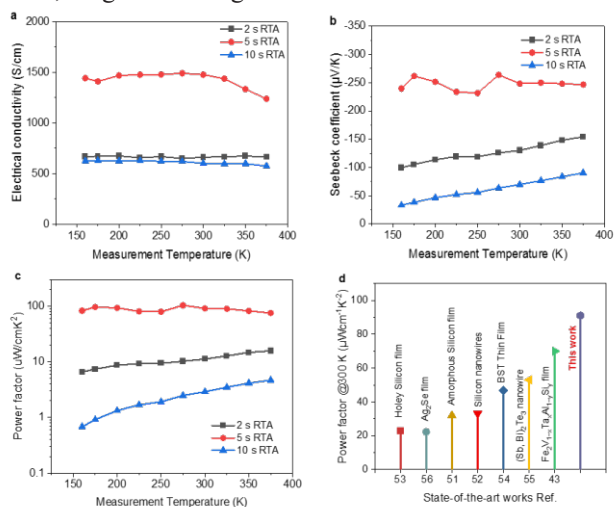 a
2 s RTA
5 s RTA
10 s RTA
Electrical conductivity (S/cm)
2000
1500
1000
500
0
150 200 250 300 350 400
Measurement Temperature (K)
b
2 s RTA
5 s RTA
10 s RTA
Seebeck coefficient (μV/K)
-350
-300
-250
-200
-150
-100
-50
0
150 200 250 300 350 400
Measurement Temperature (K)
c
2 s RTA
5 s RTA
10 s RTA
Power factor (uW/cmK²)
100
10
1
0.1
150 200 250 300 350 400
Measurement Temperature (K)
d
Power factor @300 K (μWcm⁻¹K⁻²)
100
80
60
40
20
0
Holey Silicon film
Ag₂Se film
Amorphous Silicon film
Silicon nanowires
BST Thin Film
(Sb, Bi)₂Te₃ nanowire
Fe₂V₁₋ₓTaₓAl₁₋ySiy film
This work
53 56 51 52 54 55 43
State-of-the-art works Ref.